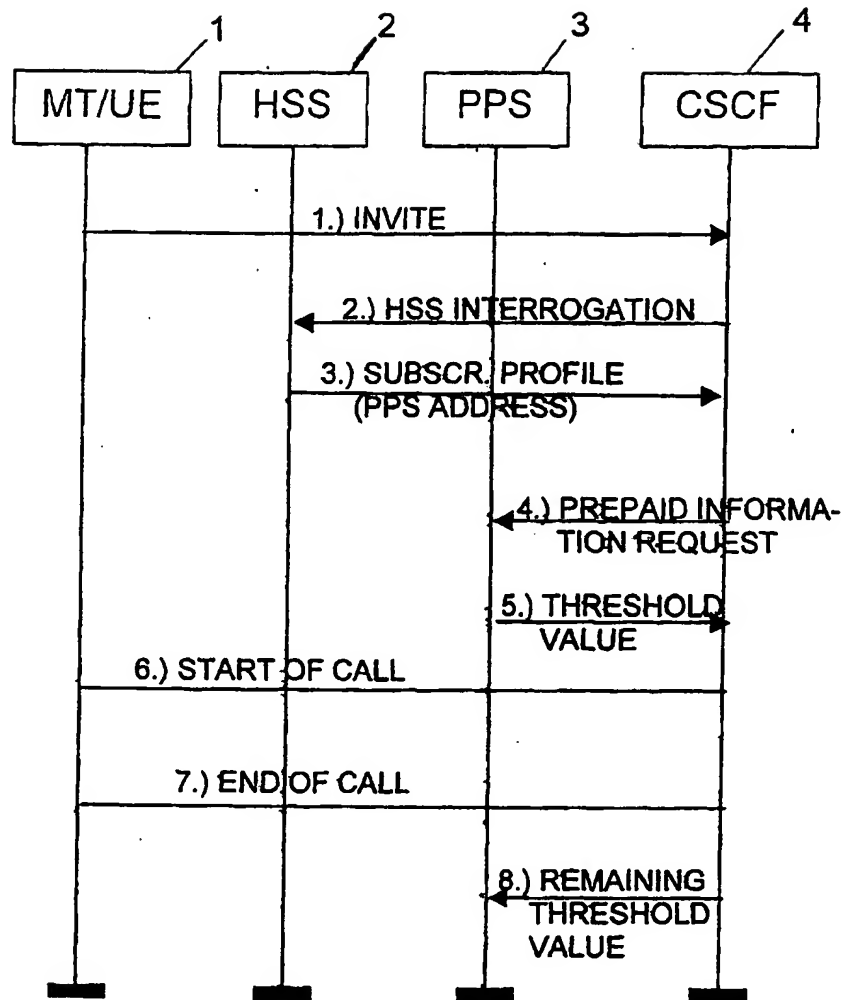 1 2 3 4
MT/UE HSS PPS CSCF
1.) INVITE
2.) HSS INTERROGATION
3.) SUBSCR. PROFILE
(PPS ADDRESS)
4.) PREPAID INFORMA-
TION REQUEST
5.) THRESHOLD
VALUE
6.) START OF CALL
7.) END OF CALL
8.) REMAINING
THRESHOLD
VALUE